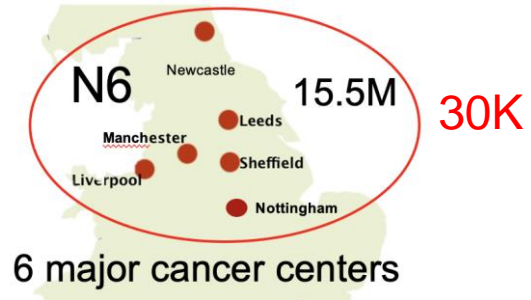 N6
Newcastle
15.5M
30K
Leeds
Manchester
Sheffield
Liverpool
Nottingham
6 major cancer centers